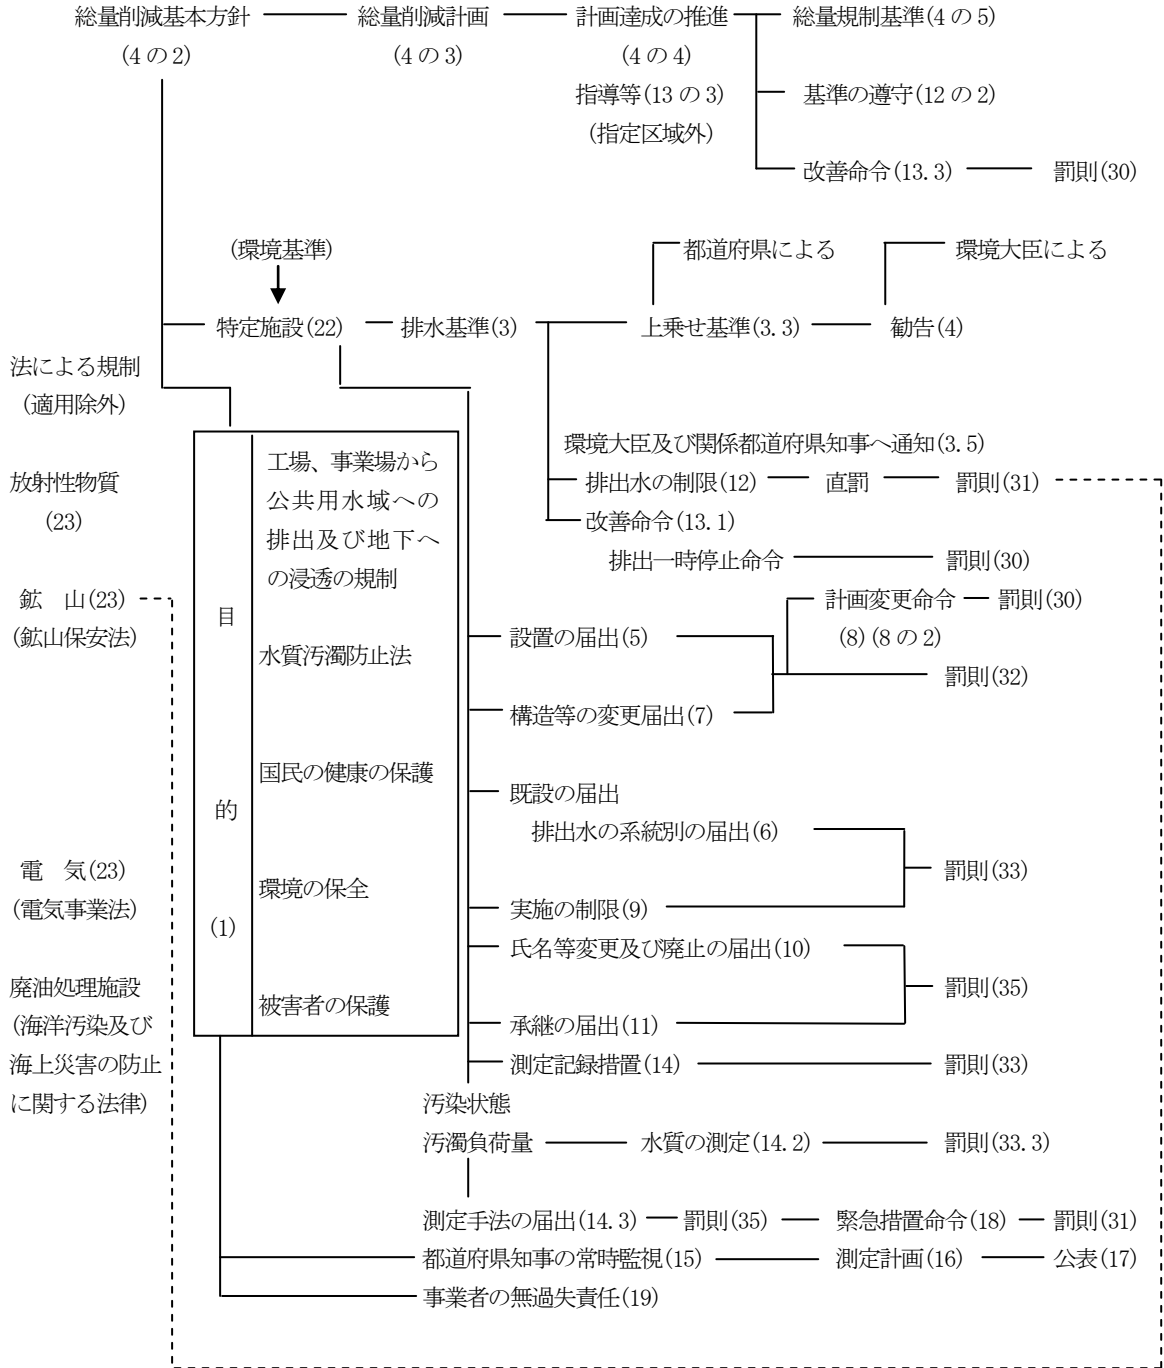 総量削減基本方針 総量削減計画 計画達成の推進 総量規制基準(4の5)
(4の2) (4の3) (4の4)
指導等(13の3) 基準の遵守(12の2)
(指定区域外)
改善命令(13.3) 罰則(30)
(環境基準) 都道府県による 環境大臣による
特定施設(22) 排水基準(3) 上乗せ基準(3.3) 勧告(4)
法による規制
(適用除外)
環境大臣及び関係都道府県知事へ通知(3.5)
工場、事業場から
公共用水域への
排出及び地下へ
の浸透の規制
放射性物質
(23)
排出水の制限(12) 直罰 罰則(31)
改善命令(13.1)
排出一時停止命令 罰則(30)
鉱 山(23)
(鉱山保安法)
目
的
(1)
水質汚濁防止法
国民の健康の保護
環境の保全
被害者の保護
計画変更命令 罰則(30)
(8)(8の2)
設置の届出(5)
罰則(32)
構造等の変更届出(7)
既設の届出
排出水の系統別の届出(6)
罰則(33)
電 気(23)
(電気事業法)
実施の制限(9)
氏名等変更及び廃止の届出(10)
罰則(35)
廃油処理施設
(海洋汚染及び
海上災害の防止
に関する法律)
承継の届出(11)
測定記録措置(14) 罰則(33)
汚染状態
汚濁負荷量 水質の測定(14.2) 罰則(33.3)
測定手法の届出(14.3) 罰則(35) 緊急措置命令(18) 罰則(31)
都道府県知事の常時監視(15) 測定計画(16) 公表(17)
事業者の無過失責任(19)